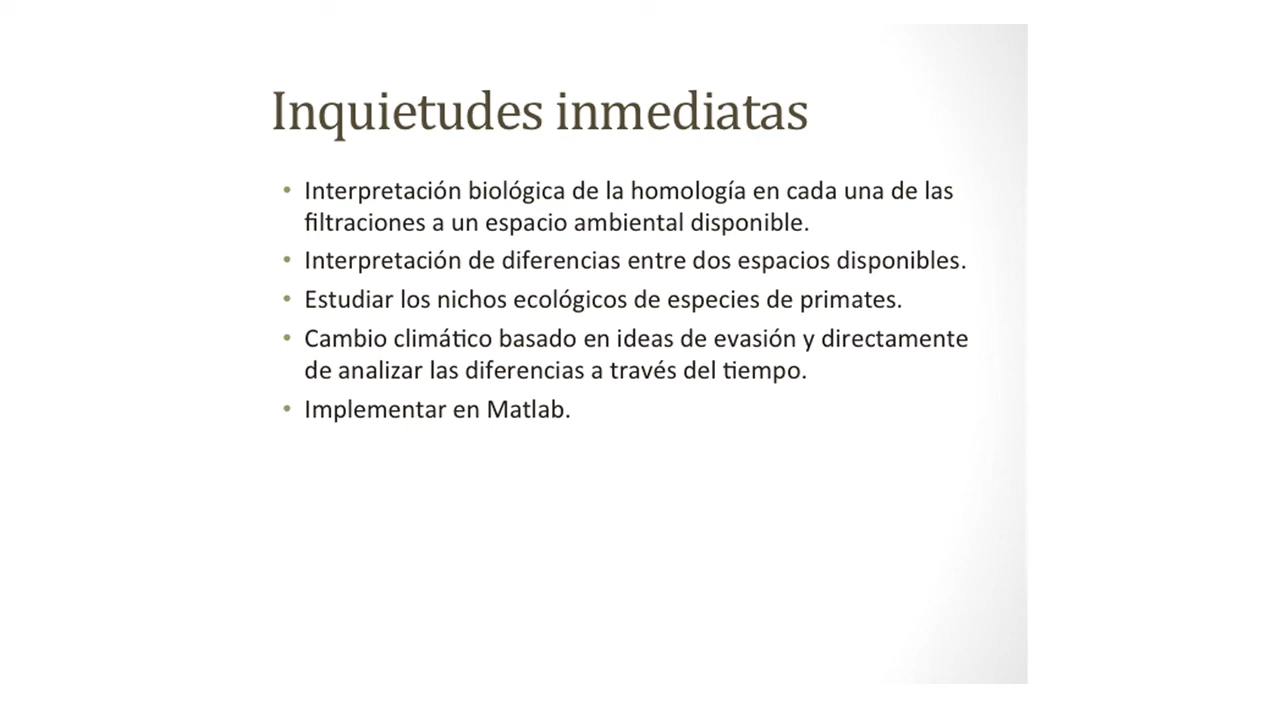 Inquietudes inmediatas
• Interpretación biológica de la homología en cada una de las
filtraciones a un espacio ambiental disponible.
• Interpretación de diferencias entre dos espacios disponibles.
• Estudiar los nichos ecológicos de especies de primates.
• Cambio climático basado en ideas de evasión y directamente
de analizar las diferencias a través del tiempo.
• Implementar en Matlab.